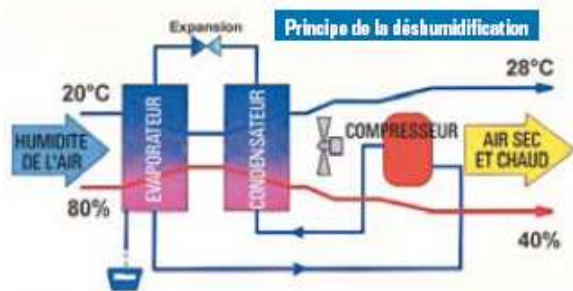 Expansion
Principe de la déshumidification
20°C
28°C
HUMIDITE
DE L'AIR
EVAPORATEUR
CONDENSATEUR
COMPRESSEUR
AIR SEC
ET CHAUD
80%
40%